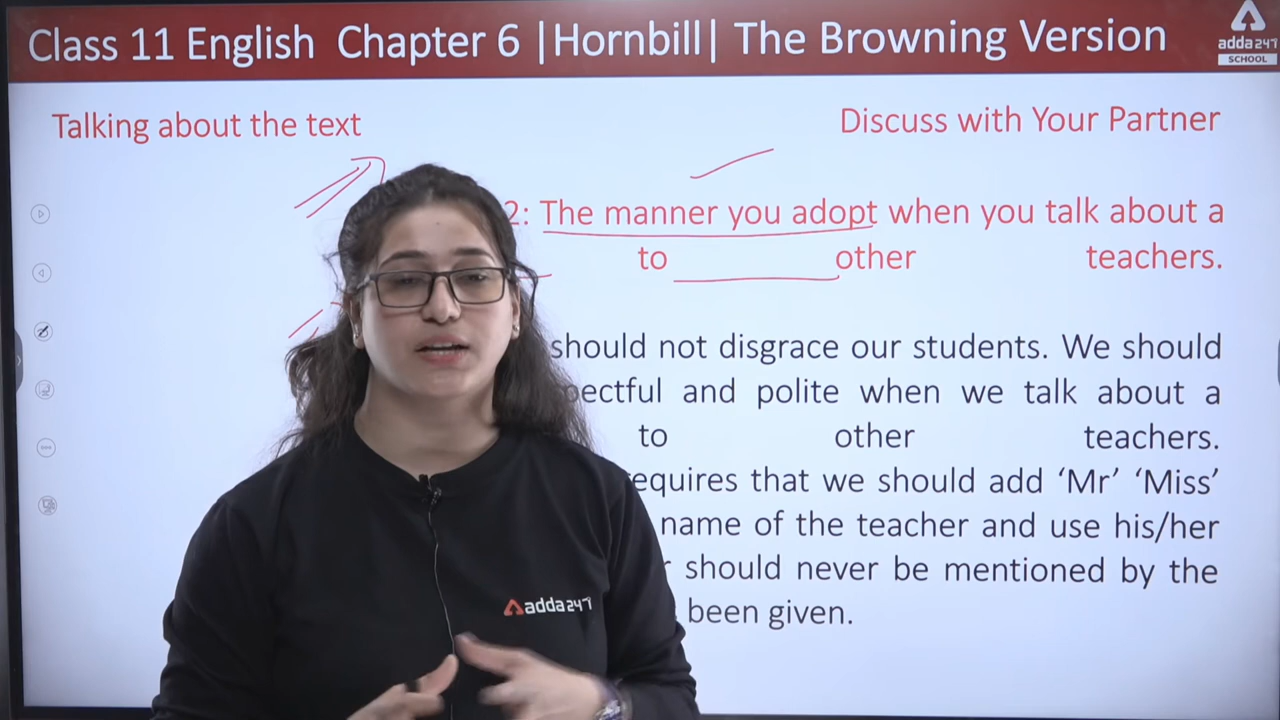 Class 11 English Chapter 6 |Hornbill| The Browning Version
adda247
SCHOOL
Talking about the text
Discuss with Your Partner
2: The manner you adopt when you talk about a
to other teachers.
should not disgrace our students. We should
pectful and polite when we talk about a
to other teachers.
equires that we should add ‘Mr’ ‘Miss’
name of the teacher and use his/her
should never be mentioned by the
been given.
adda247